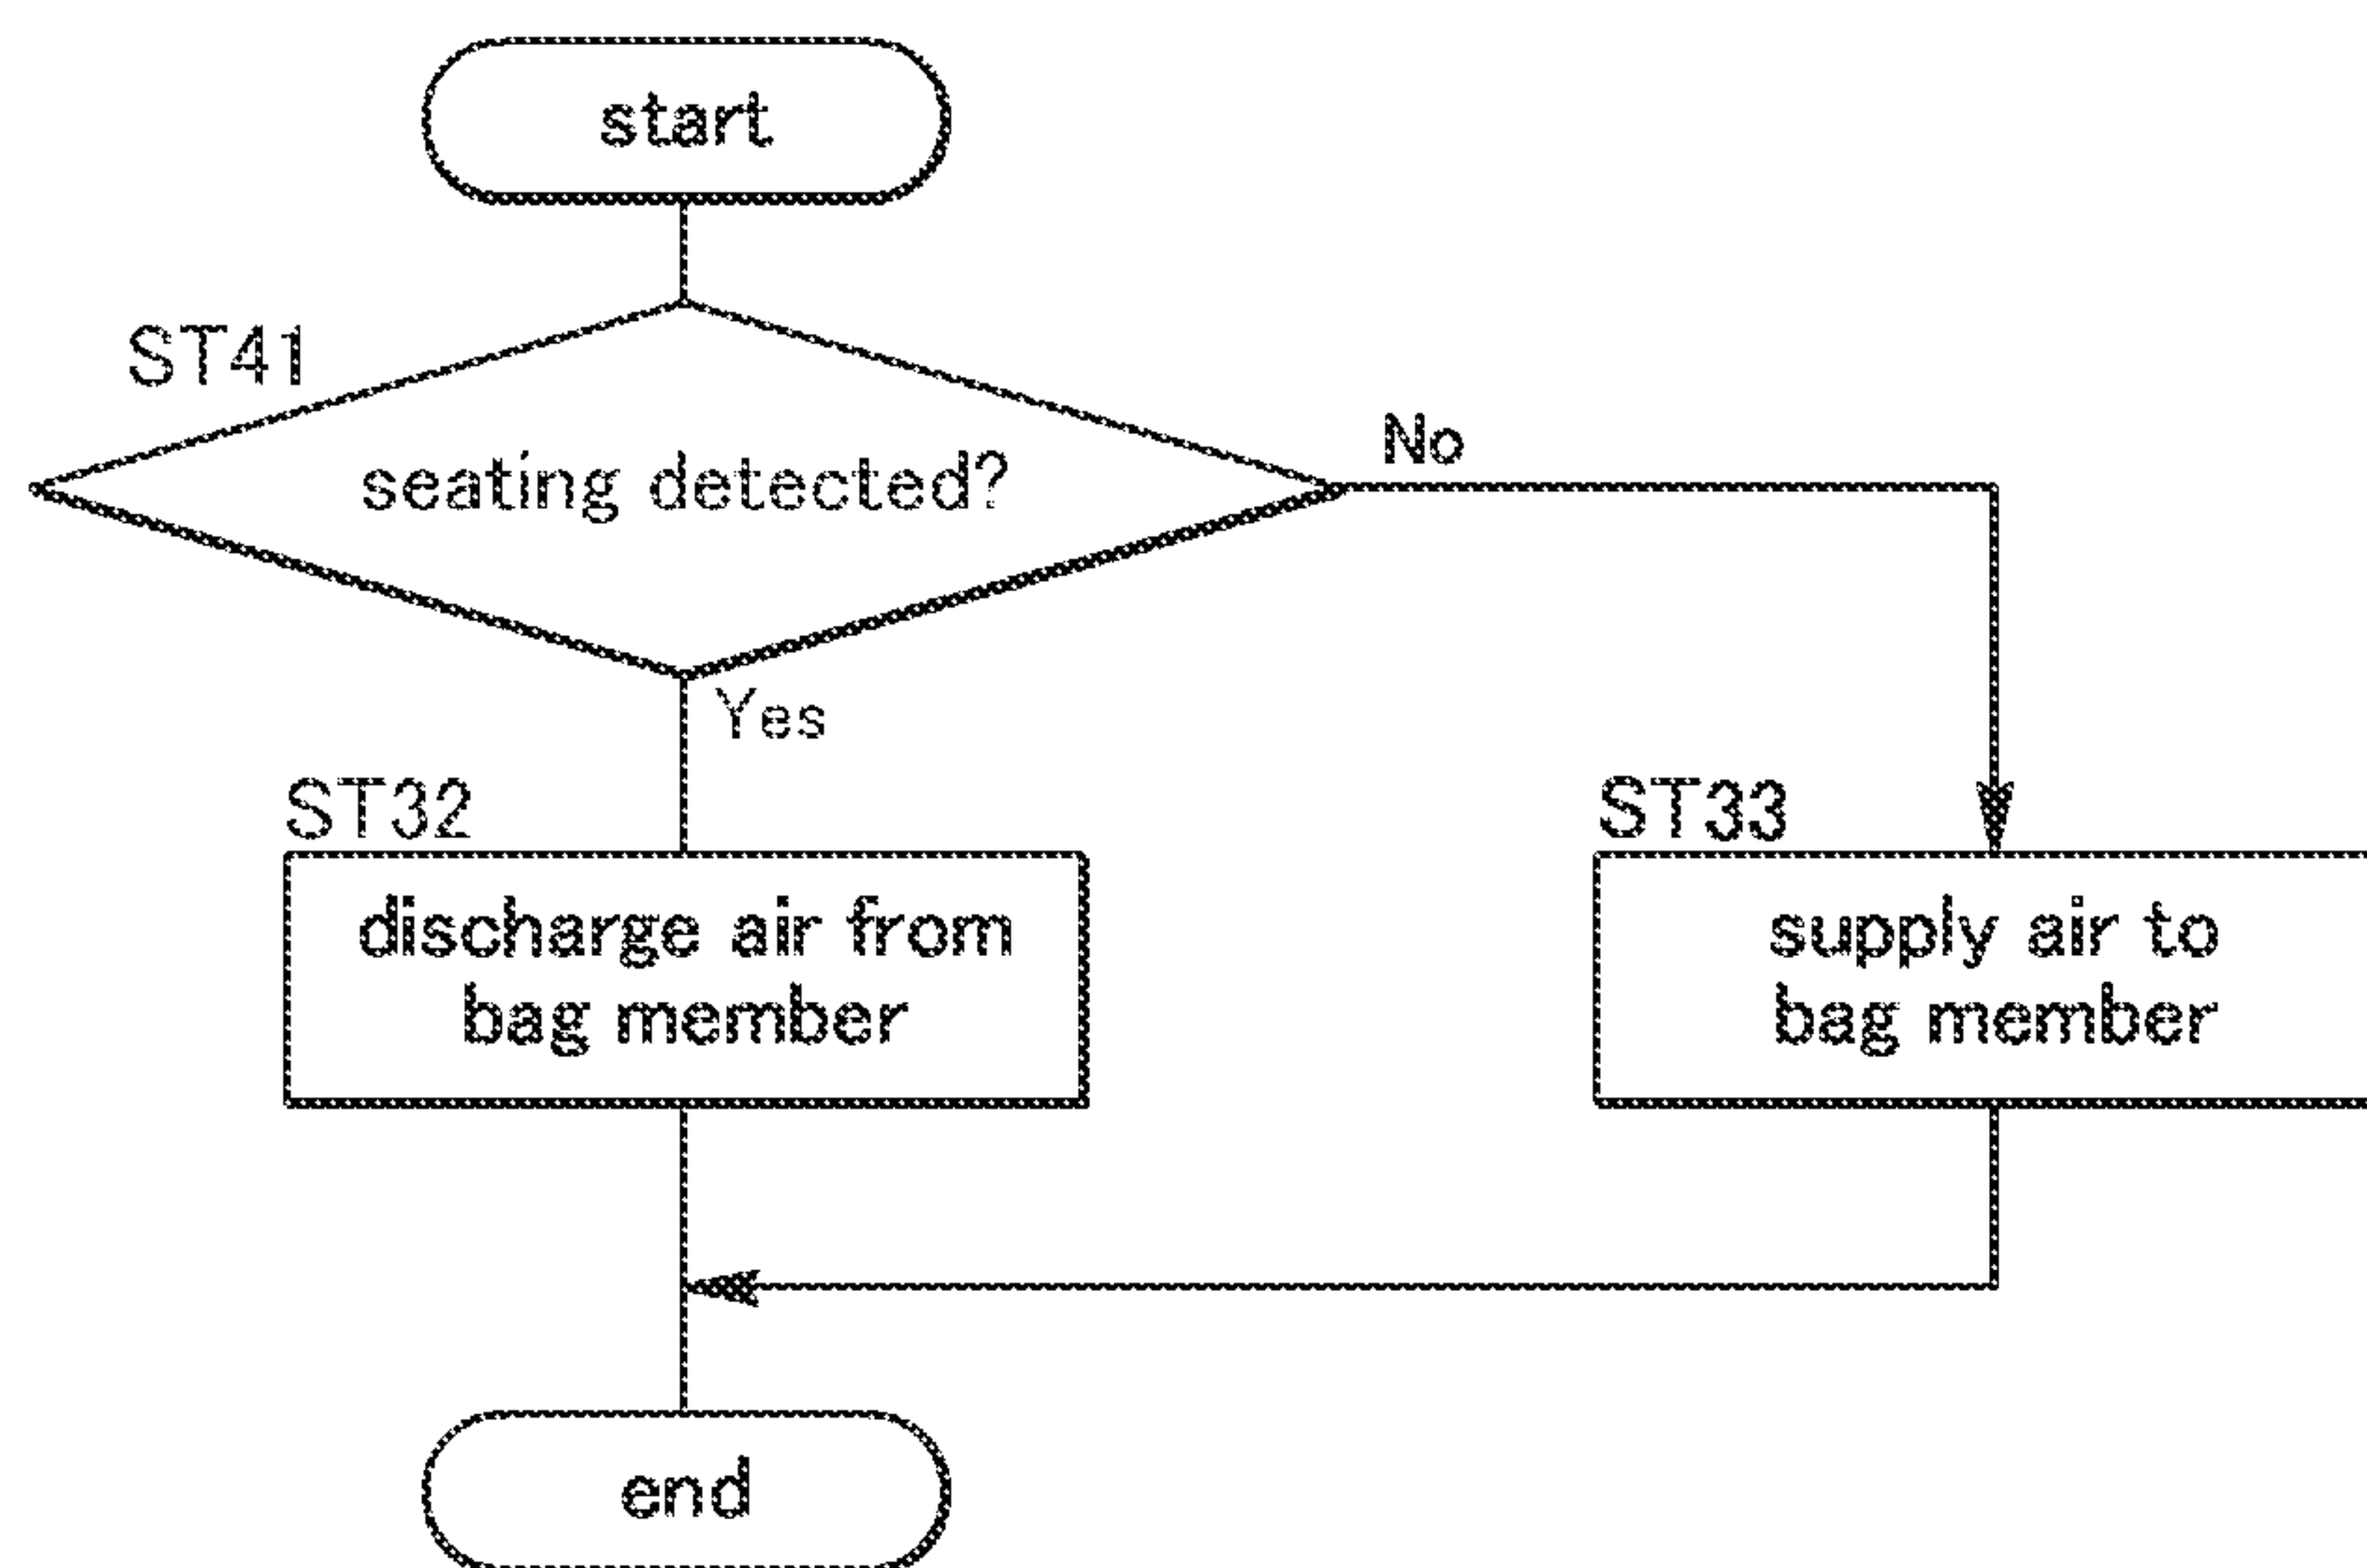 start
ST41
seating detected?
No
Yes
ST32
discharge air from
bag member
ST33
supply air to
bag member
end